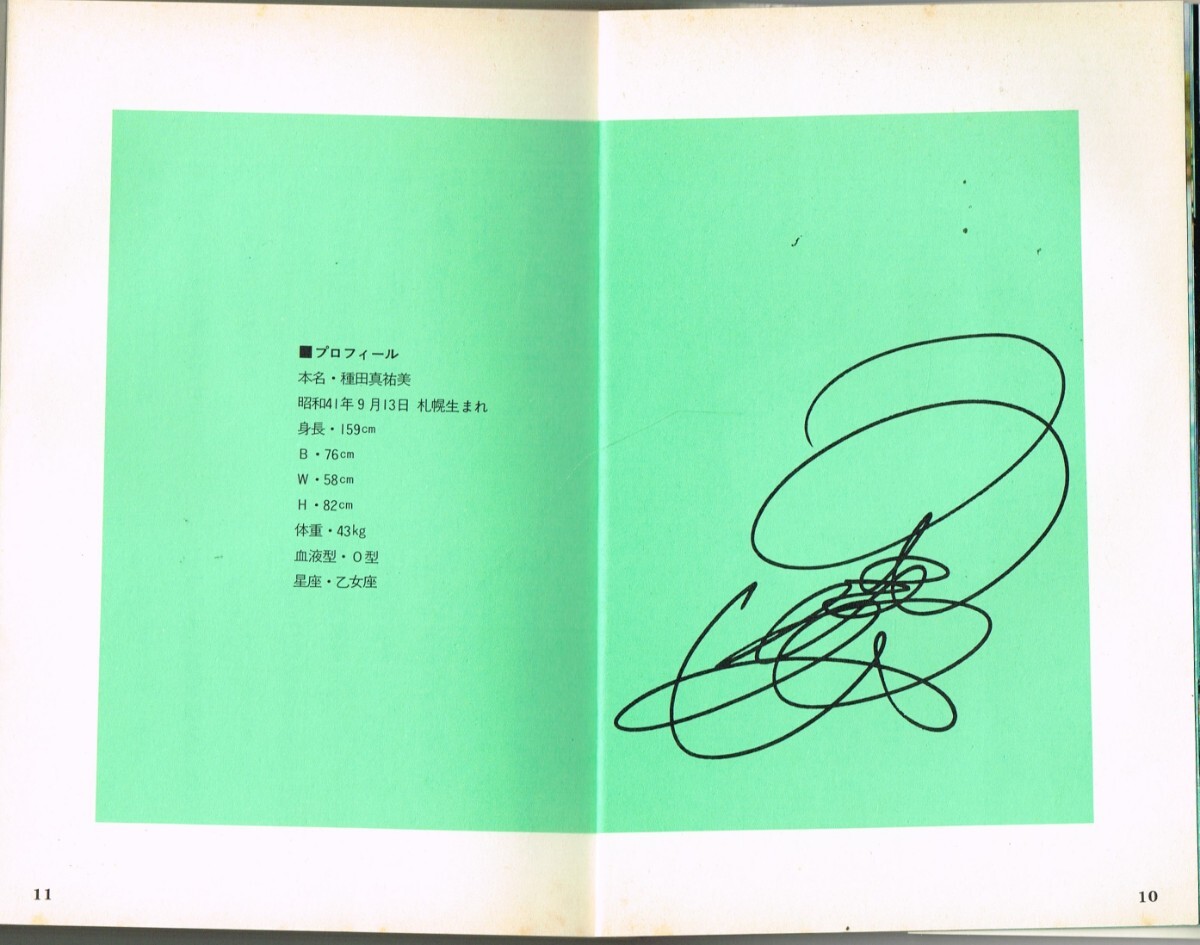 ■プロフィール
本名・種田真祐美
昭和41年9月13日 札幌生まれ
身長・159cm
B・76cm
W・58cm
H・82cm
体重・43kg
血液型・O型
星座・乙女座
11
10